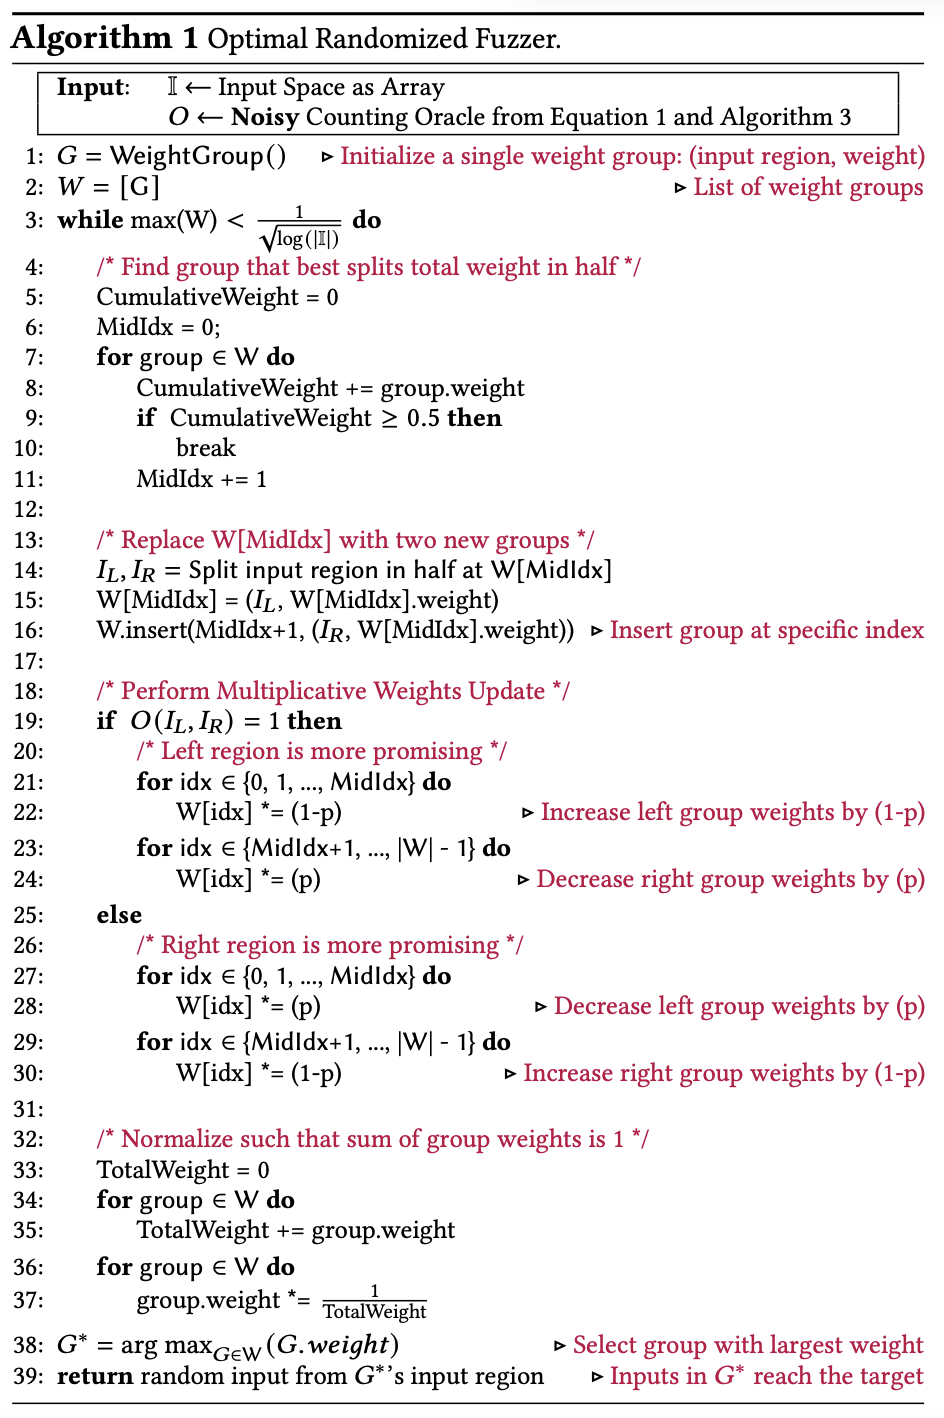 Algorithm 1 Optimal Randomized Fuzzer.
Input: 𝕀 ← Input Space as Array
O ← Noisy Counting Oracle from Equation 1 and Algorithm 3
1: G = WeightGroup() ▷ Initialize a single weight group: (input region, weight)
2: W = [G] ▷ List of weight groups
3: while max(W) < 1/√log(|𝕀|) do
4: /* Find group that best splits total weight in half */
5: CumulativeWeight = 0
6: MidIdx = 0;
7: for group ∈ W do
8: CumulativeWeight += group.weight
9: if CumulativeWeight ≥ 0.5 then
10: break
11: MidIdx += 1
12:
13: /* Replace W[MidIdx] with two new groups */
14: I_L, I_R = Split input region in half at W[MidIdx]
15: W[MidIdx] = (I_L, W[MidIdx].weight)
16: W.insert(MidIdx+1, (I_R, W[MidIdx].weight)) ▷ Insert group at specific index
17:
18: /* Perform Multiplicative Weights Update */
19: if O(I_L, I_R) = 1 then
20: /* Left region is more promising */
21: for idx ∈ {0, 1, ..., MidIdx} do
22: W[idx] *= (1-p) ▷ Increase left group weights by (1-p)
23: for idx ∈ {MidIdx+1, ..., |W| - 1} do
24: W[idx] *= (p) ▷ Decrease right group weights by (p)
25: else
26: /* Right region is more promising */
27: for idx ∈ {0, 1, ..., MidIdx} do
28: W[idx] *= (p) ▷ Decrease left group weights by (p)
29: for idx ∈ {MidIdx+1, ..., |W| - 1} do
30: W[idx] *= (1-p) ▷ Increase right group weights by (1-p)
31:
32: /* Normalize such that sum of group weights is 1 */
33: TotalWeight = 0
34: for group ∈ W do
35: TotalWeight += group.weight
36: for group ∈ W do
37: group.weight *= 1/TotalWeight
38: G* = arg max_{G∈W}(G.weight) ▷ Select group with largest weight
39: return random input from G*'s input region ▷ Inputs in G* reach the target